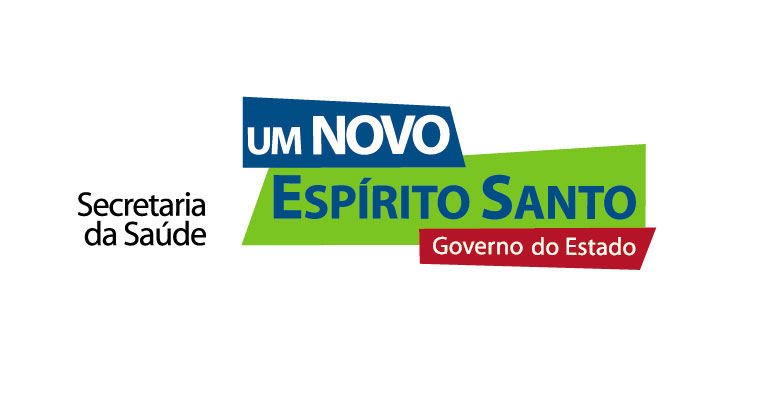 Secretaria
da Saúde
UM NOVO
ESPÍRITO SANTO
Governo do Estado